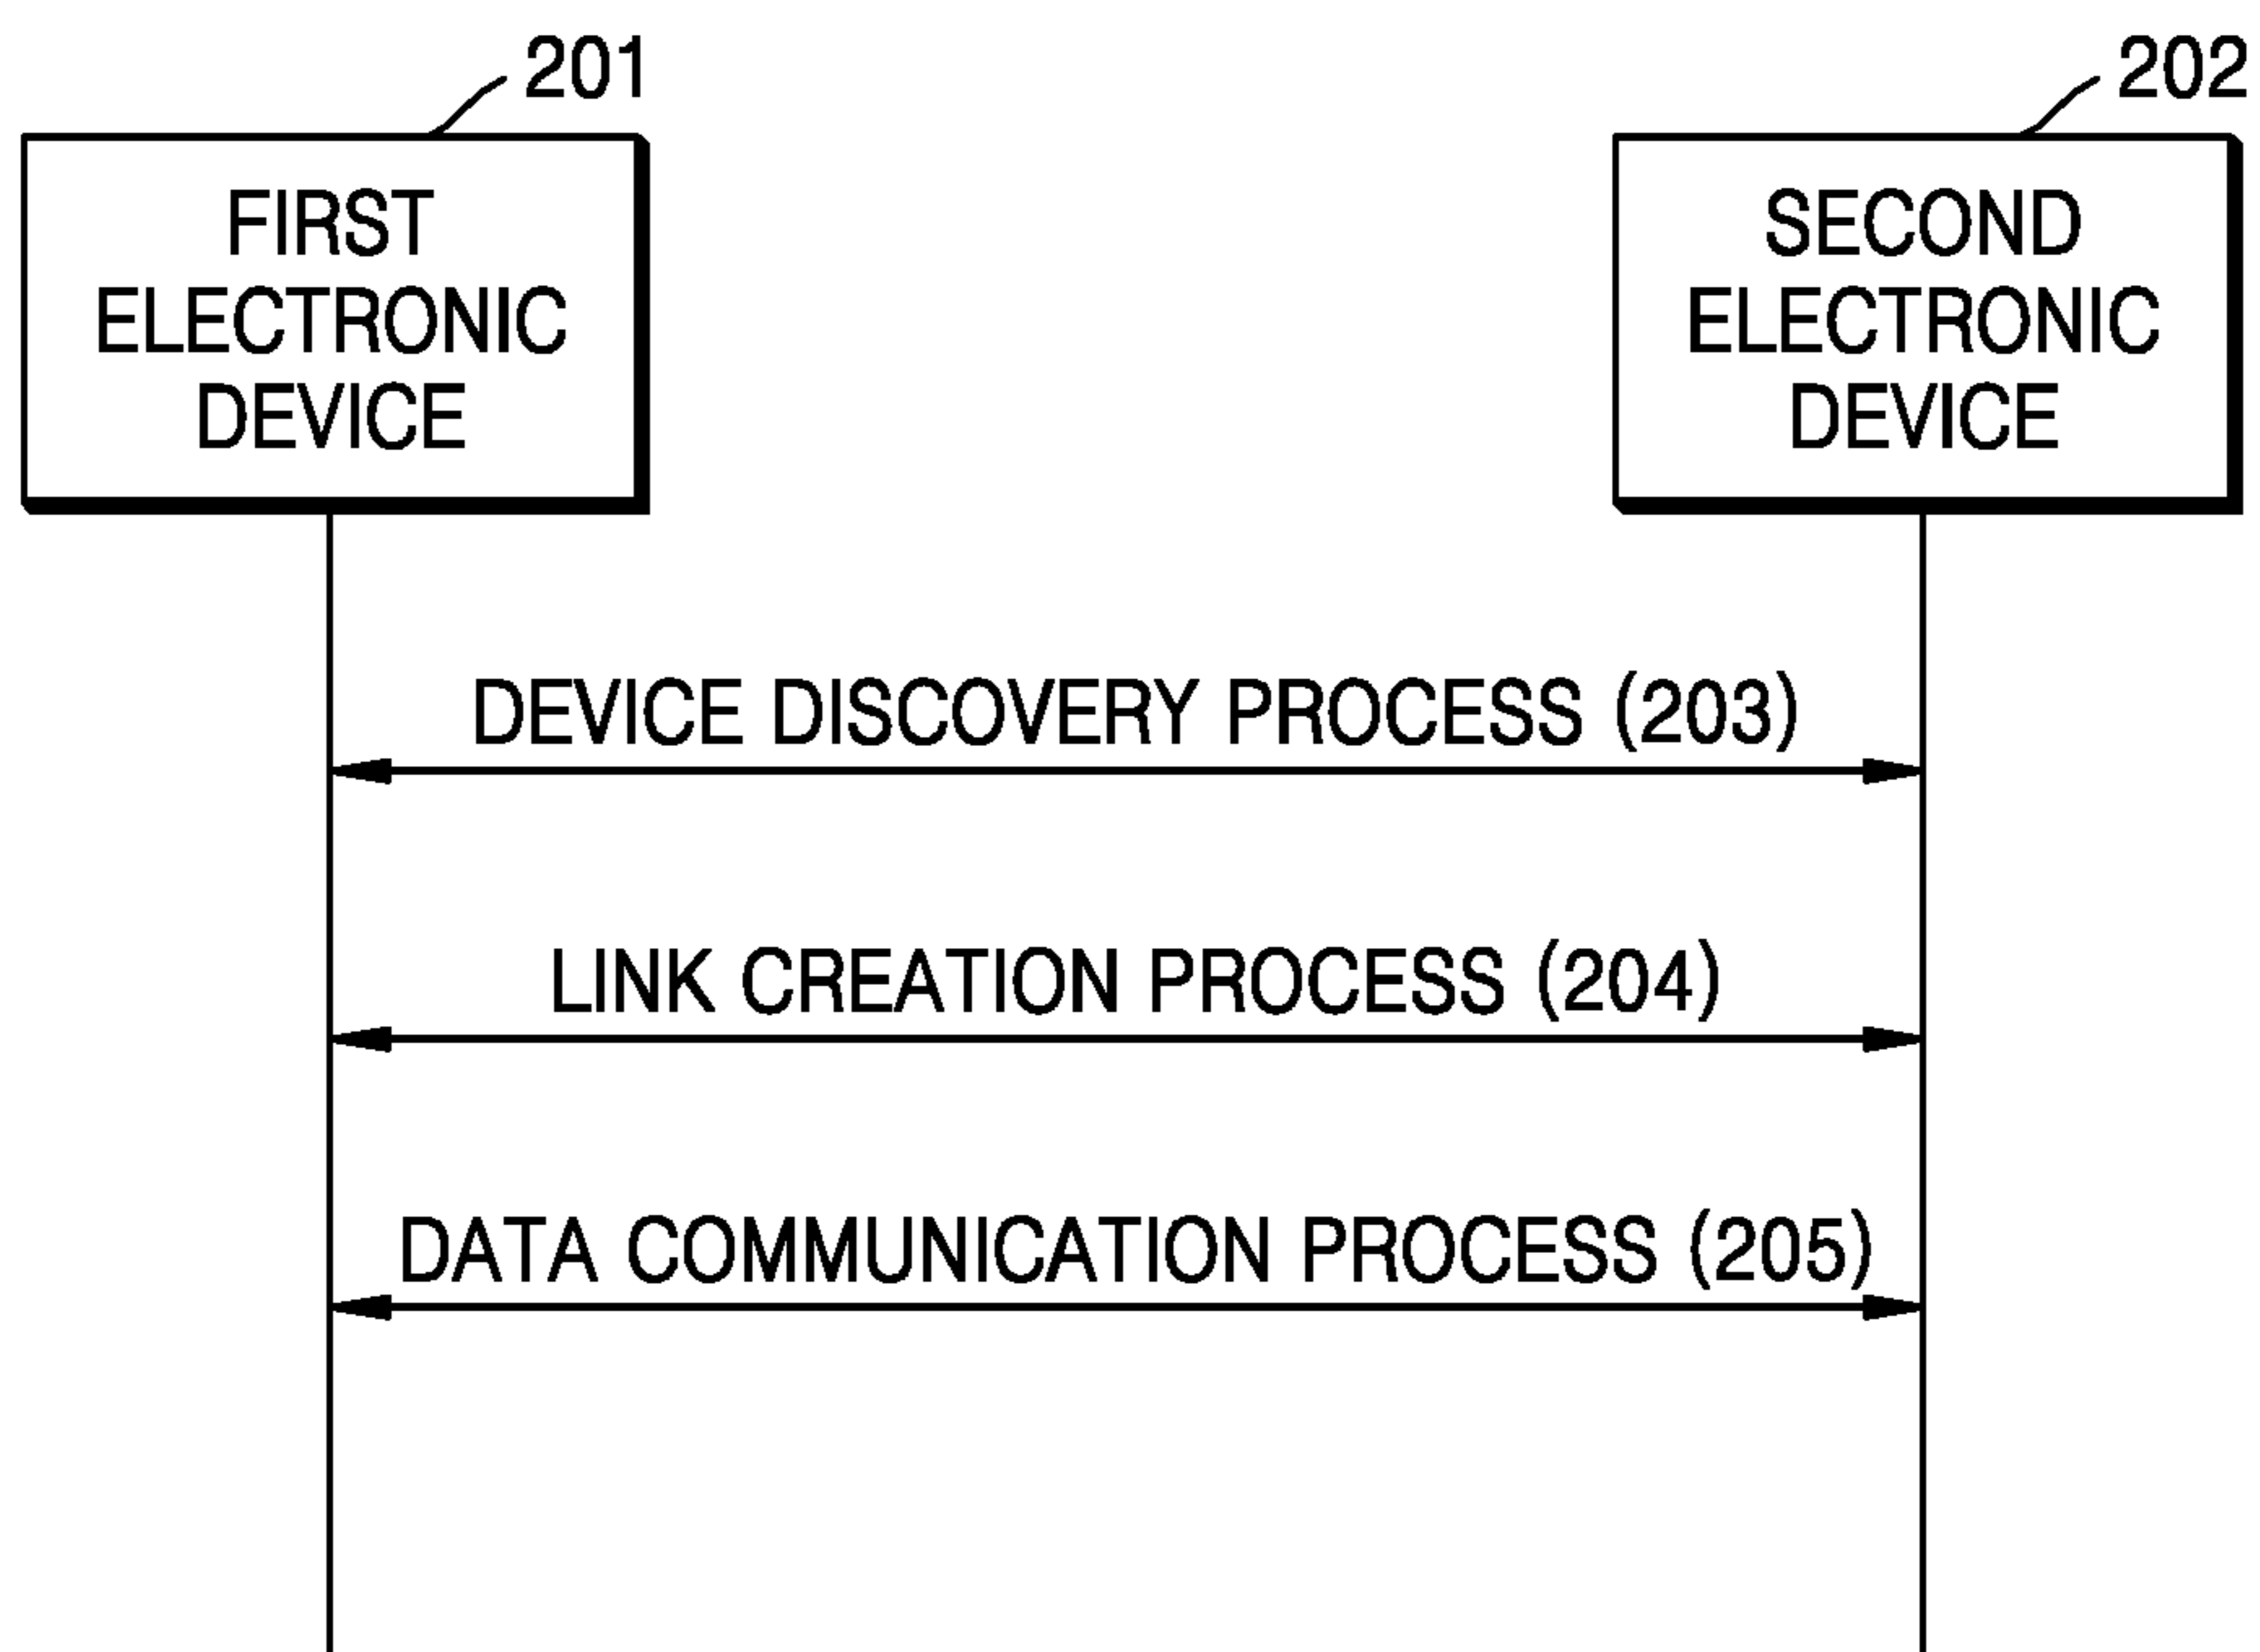 201
FIRST
ELECTRONIC
DEVICE
202
SECOND
ELECTRONIC
DEVICE
DEVICE DISCOVERY PROCESS (203)
LINK CREATION PROCESS (204)
DATA COMMUNICATION PROCESS (205)